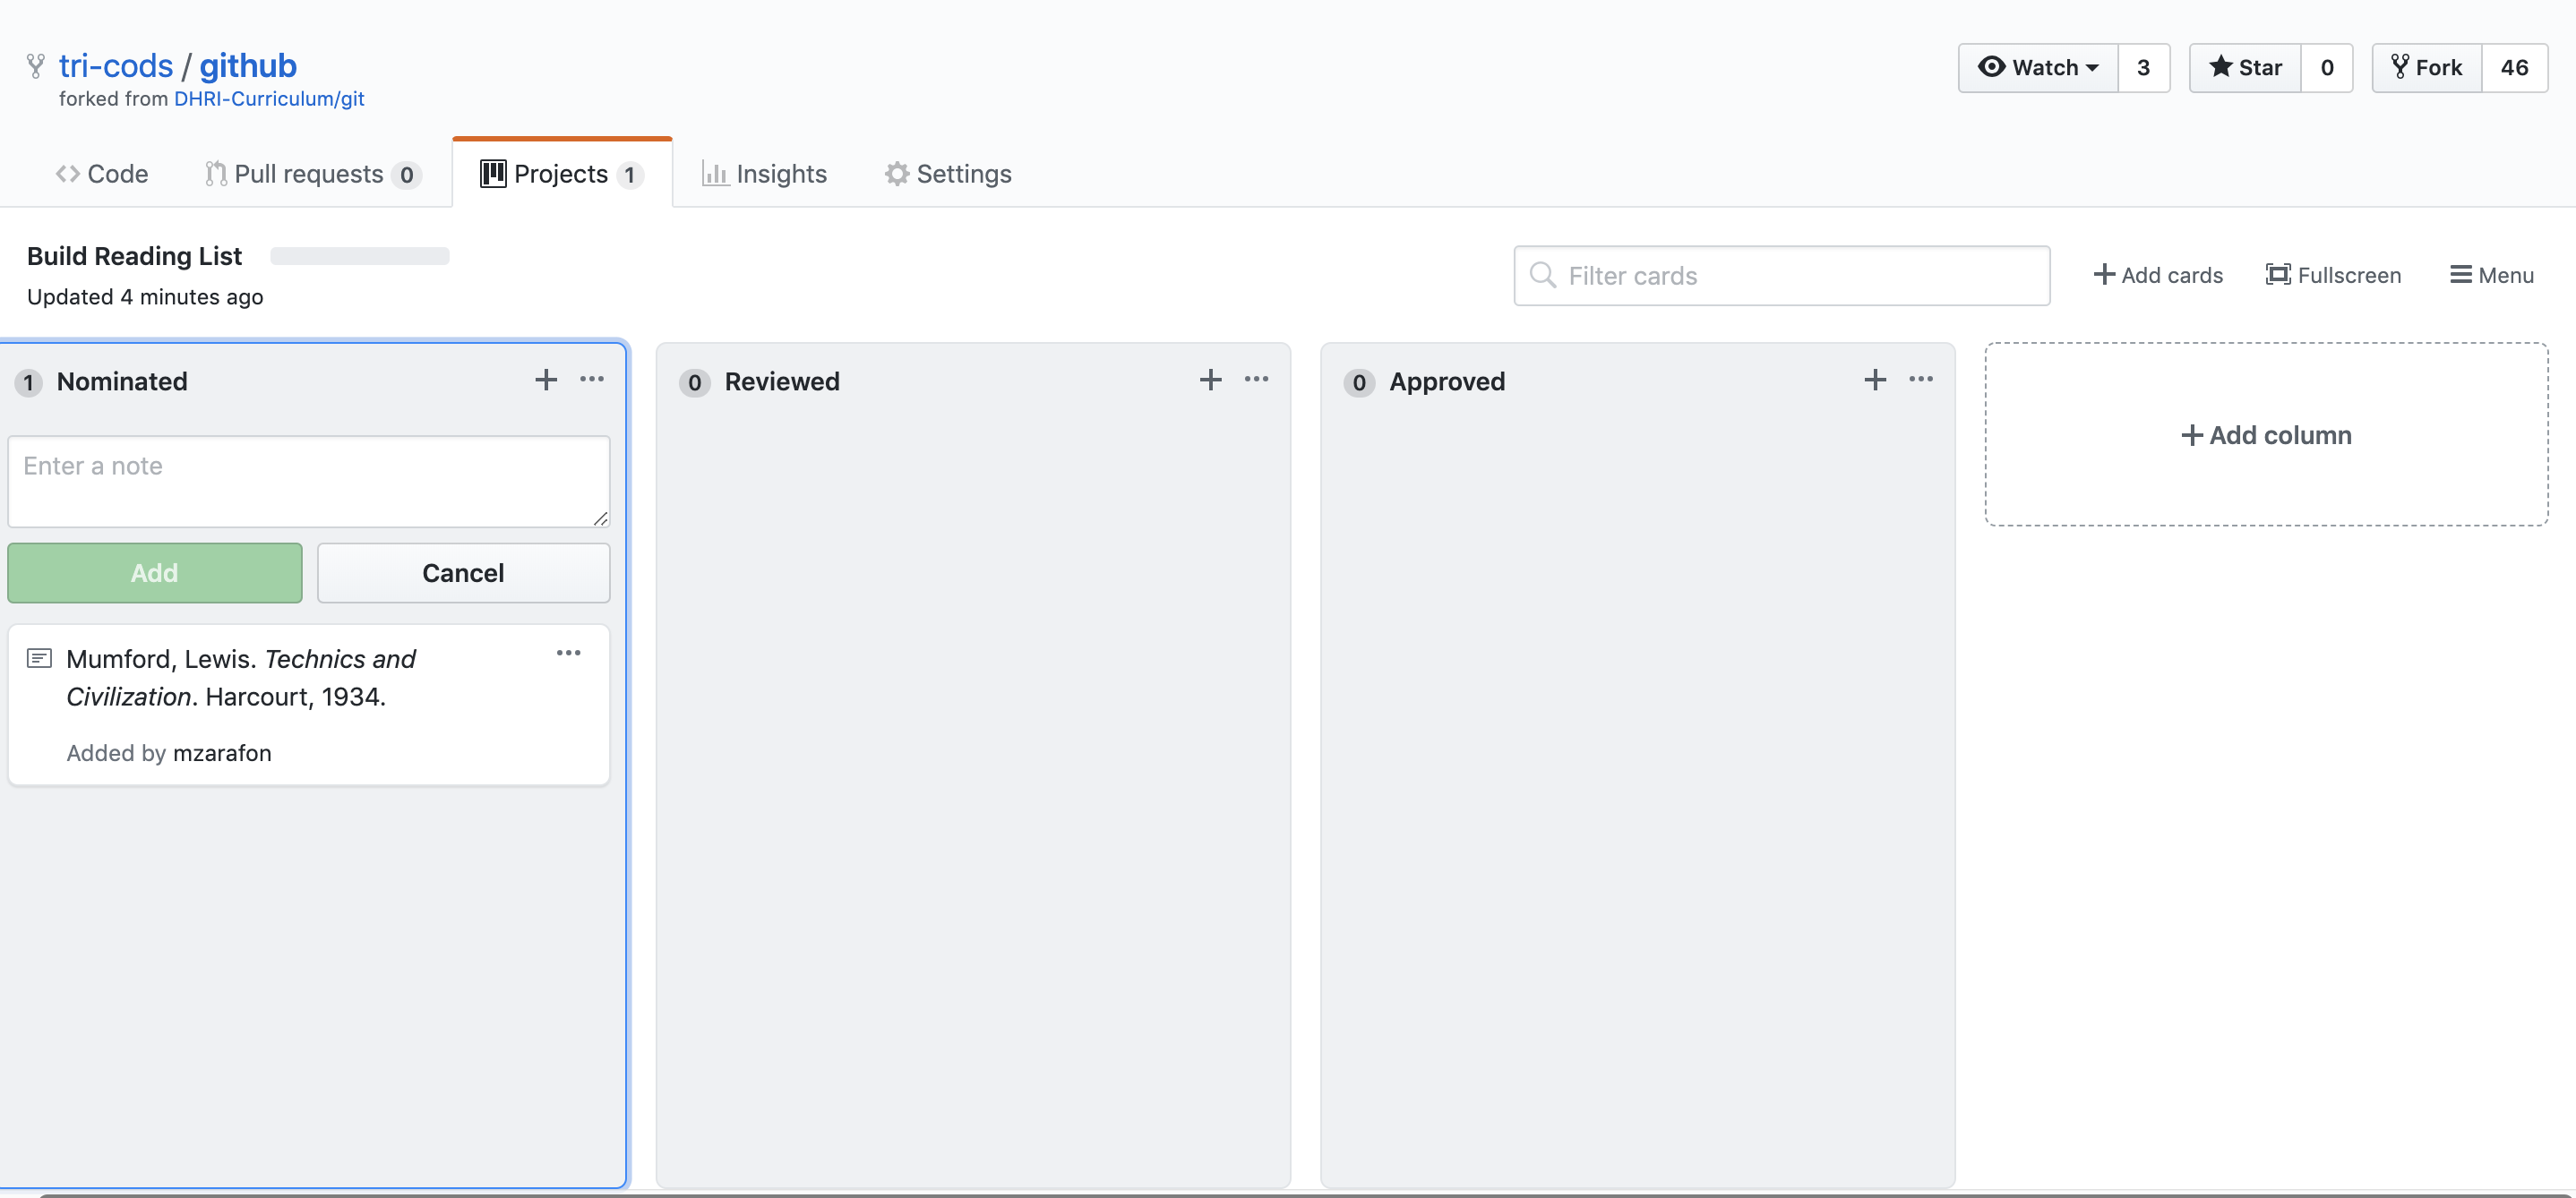 tri-cods / github
forked from DHRI-Curriculum/git
Watch 3 Star 0 Fork 46
Code Pull requests 0 Projects 1 Insights Settings
Build Reading List
Updated 4 minutes ago
Filter cards
Add cards Fullscreen Menu
1 Nominated
Enter a note
Add Cancel
Mumford, Lewis. Technics and
Civilization. Harcourt, 1934.
Added by mzarafon
0 Reviewed
0 Approved
Add column